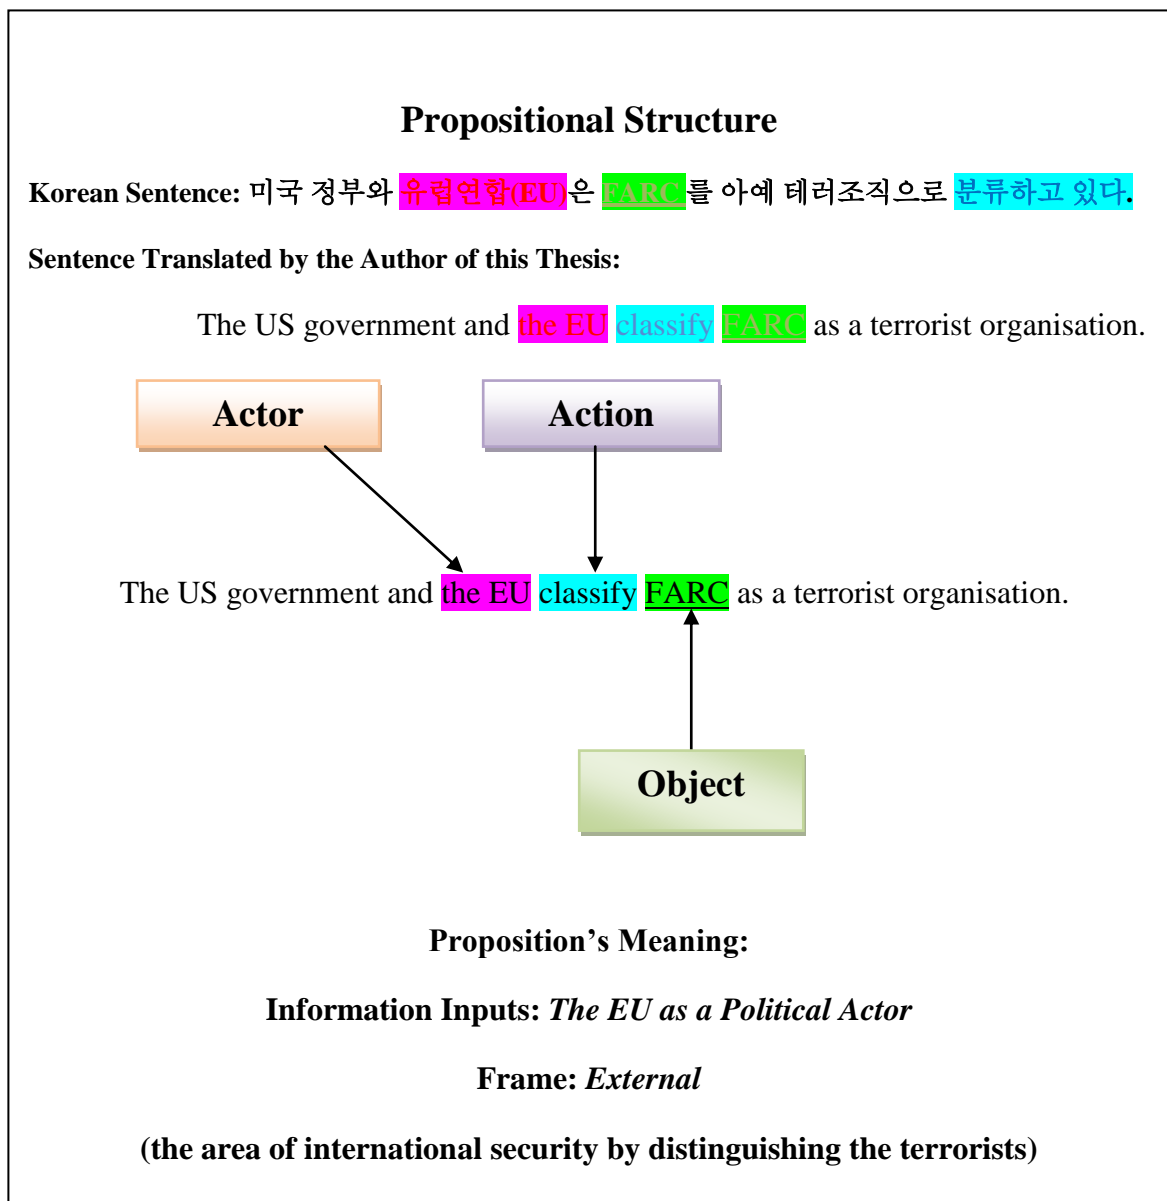 Propositional Structure
Korean Sentence: 미국 정부와 유럽연합(EU)은 FARC 를 아예 테러조직으로 분류하고 있다.
Sentence Translated by the Author of this Thesis:
The US government and the EU classify FARC as a terrorist organisation.
Actor
Action
The US government and the EU classify FARC as a terrorist organisation.
Object
Proposition’s Meaning:
Information Inputs: The EU as a Political Actor
Frame: External
(the area of international security by distinguishing the terrorists)